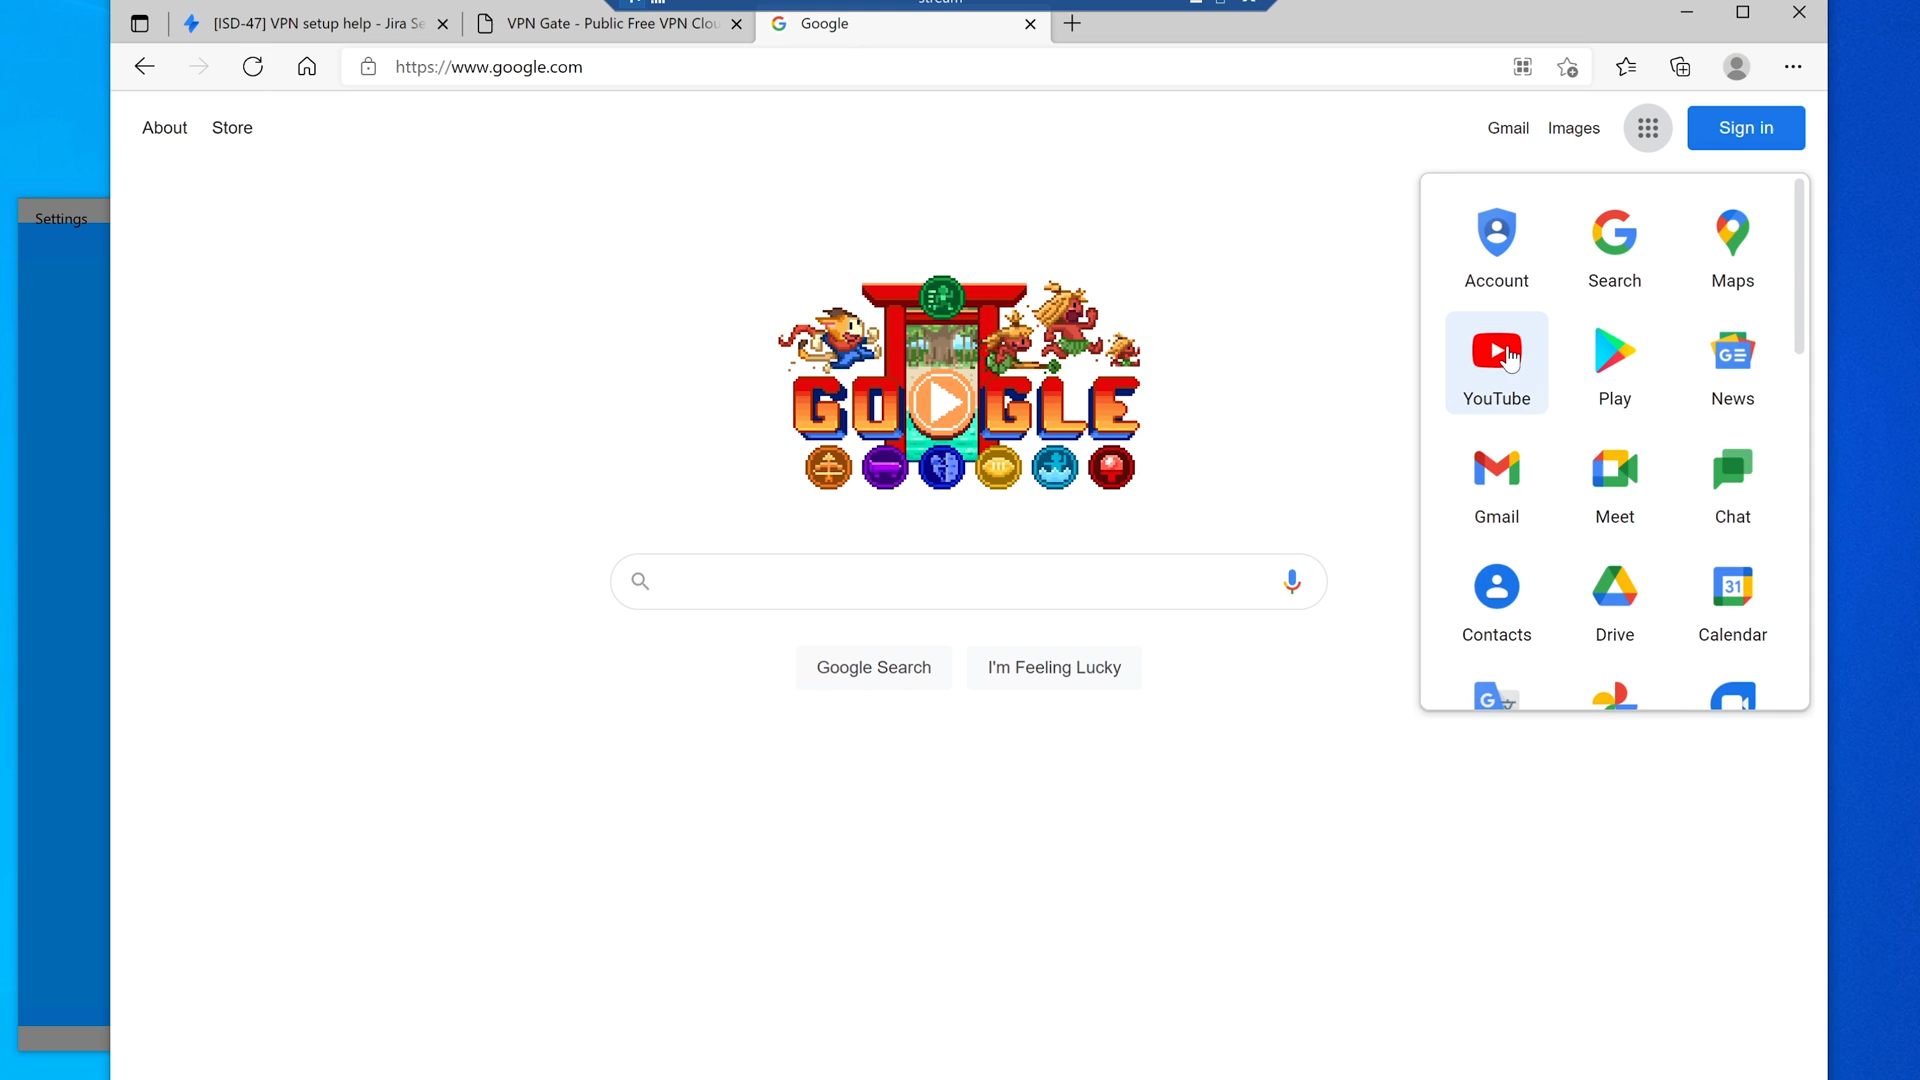 stream
[ISD-47] VPN setup help - Jira Se
VPN Gate - Public Free VPN Clou
Google
https://www.google.com
About
Store
Gmail
Images
Sign in
Settings
GOOGLE
Account
Search
Maps
YouTube
Play
News
Gmail
Meet
Chat
Contacts
Drive
31
Calendar
G
Google Search
I'm Feeling Lucky